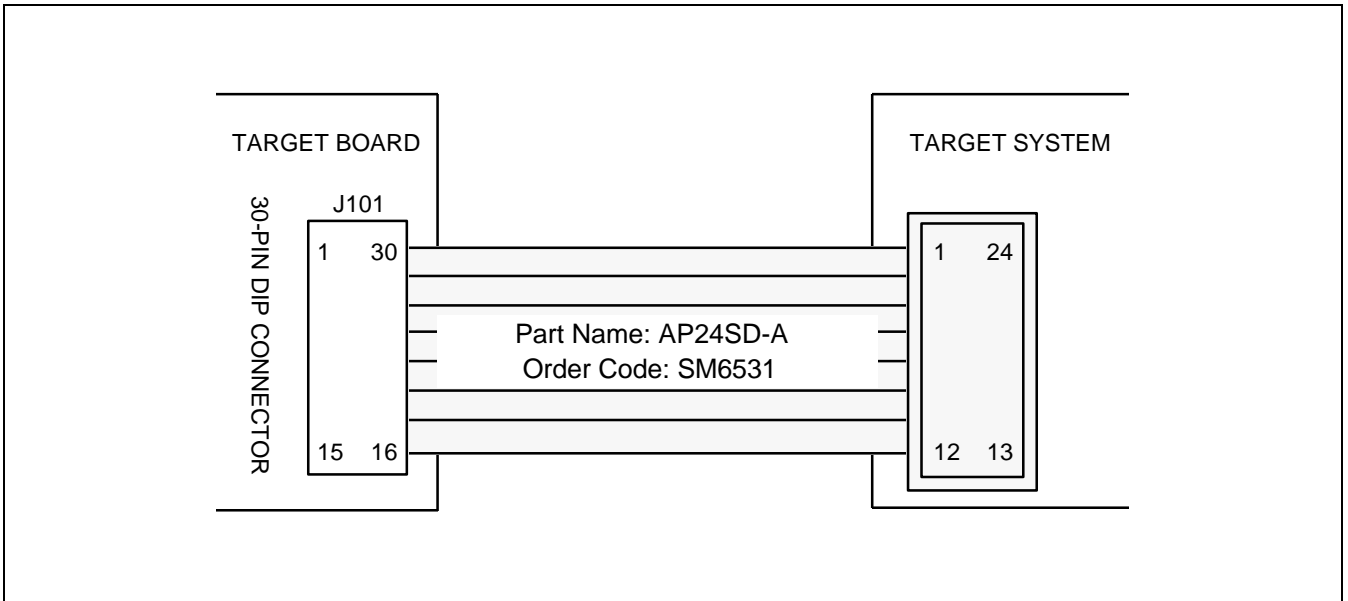 TARGET BOARD
30-PIN DIP CONNECTOR
J101
1 30
15 16
Part Name: AP24SD-A
Order Code: SM6531
TARGET SYSTEM
1 24
12 13